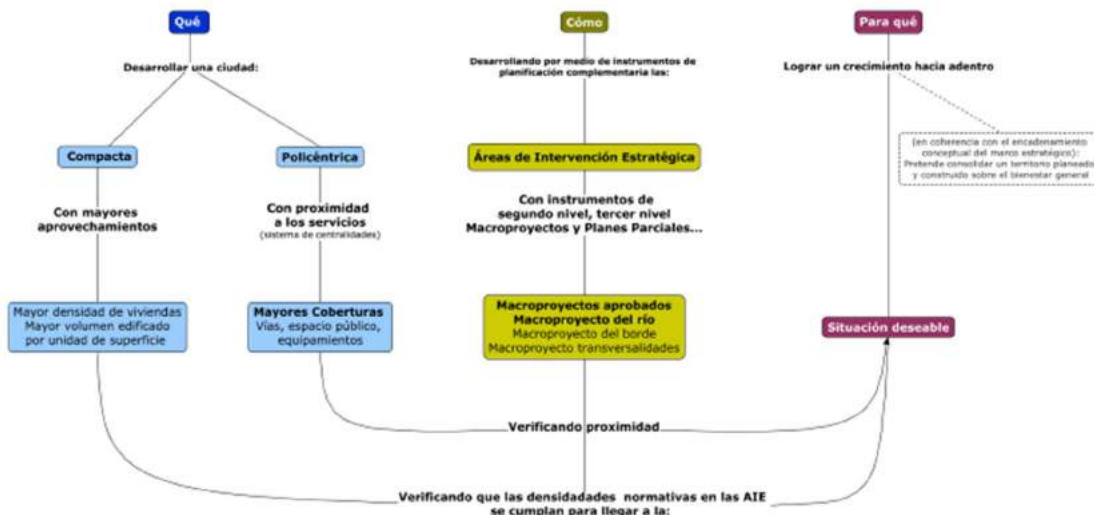 Qué
Cómo
Para qué
Desarrollar una ciudad:
Desarrollando por medio de instrumentos de
planificación complementaria las:
Lograr un crecimiento hacia adentro
Compacta
Policéntrica
Áreas de Intervención Estratégica
(en coherencia con el encadenamiento
conceptual del marco estratégico):
Pretende consolidar un territorio planeado
y construido sobre el bienestar general
Con mayores
aprovechamientos
Con proximidad
a los servicios
(sistema de centralidades)
Con instrumentos de
segundo nivel, tercer nivel
Macroproyectos y Planes Parciales...
Mayor densidad de viviendas
Mayor volumen edificado
por unidad de superficie
Mayores Coberturas
Vías, espacio público,
equipamientos
Macroproyectos aprobados
Macroproyecto del río
Macroproyecto del borde
Macroproyecto transversalidades
Situación deseable
Verificando proximidad
Verificando que las densidadades normativas en las AIE
se cumplan para llegar a la: